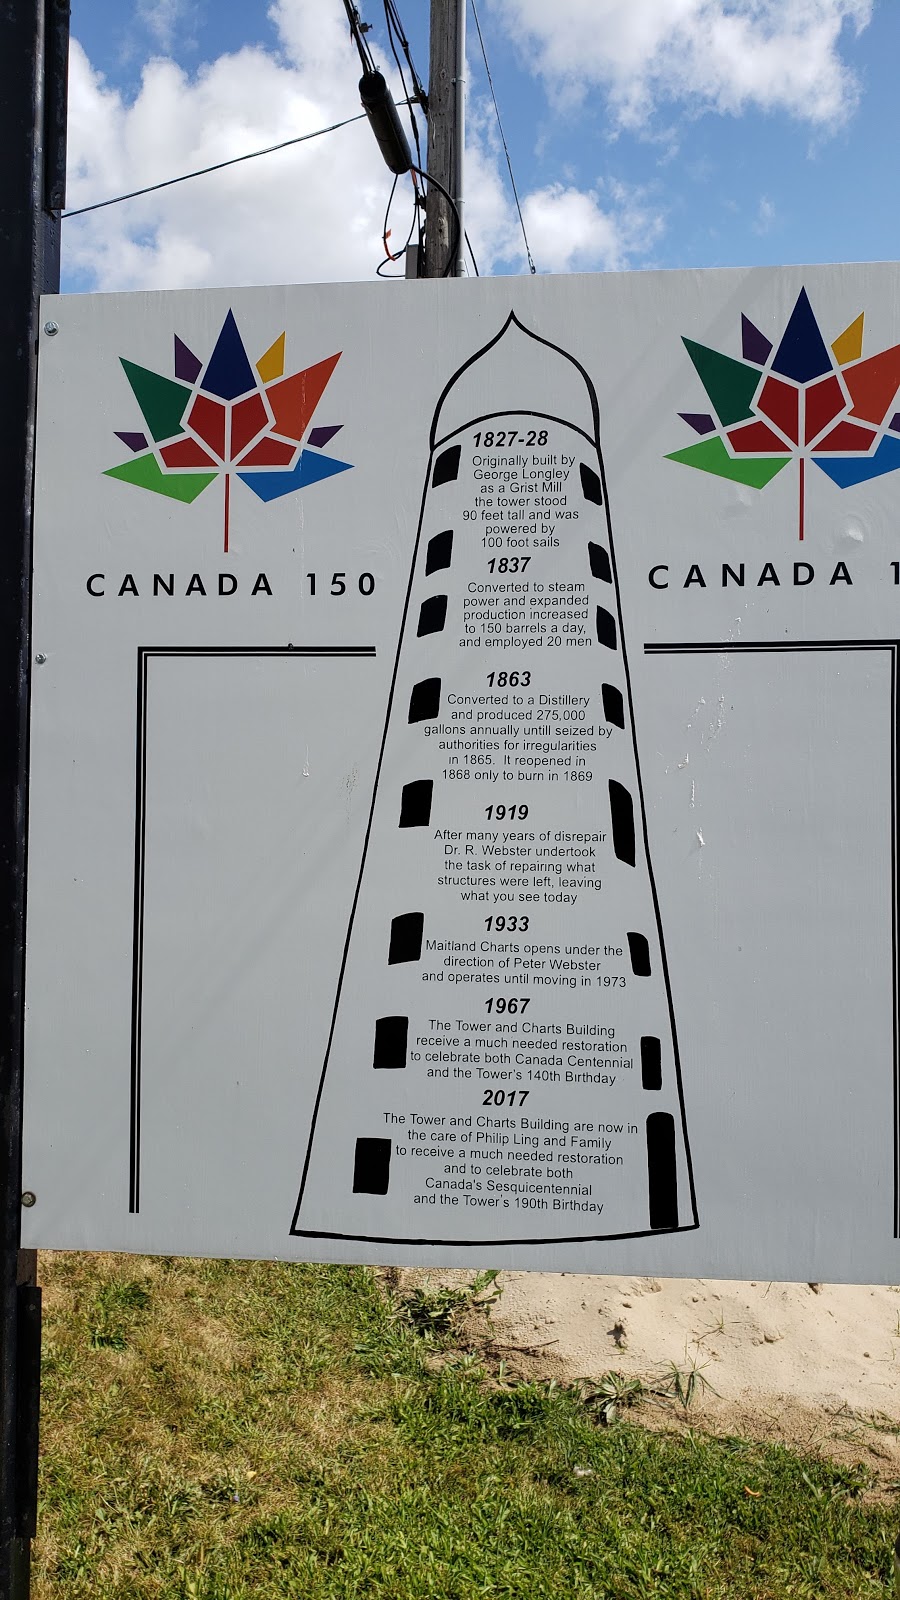 CANADA 150
CANADA 1
1827-28
Originally built by
George Longley
as a Grist Mill
the tower stood
90 feet tall and was
powered by
100 foot sails
1837
Converted to steam
power and expanded
production increased
to 150 barrels a day,
and employed 20 men
1863
Converted to a Distillery
and produced 275,000
gallons annually untill seized by
authorities for irregularities
in 1865. It reopened in
1868 only to burn in 1869
1919
After many years of disrepair
Dr. R. Webster undertook
the task of repairing what
structures were left, leaving
what you see today
1933
Maitland Charts opens under the
direction of Peter Webster
and operates until moving in 1973
1967
The Tower and Charts Building
receive a much needed restoration
to celebrate both Canada Centennial
and the Tower's 140th Birthday
2017
The Tower and Charts Building are now in
the care of Philip Ling and Family
to receive a much needed restoration
and to celebrate both
Canada's Sesquicentennial
and the Tower's 190th Birthday